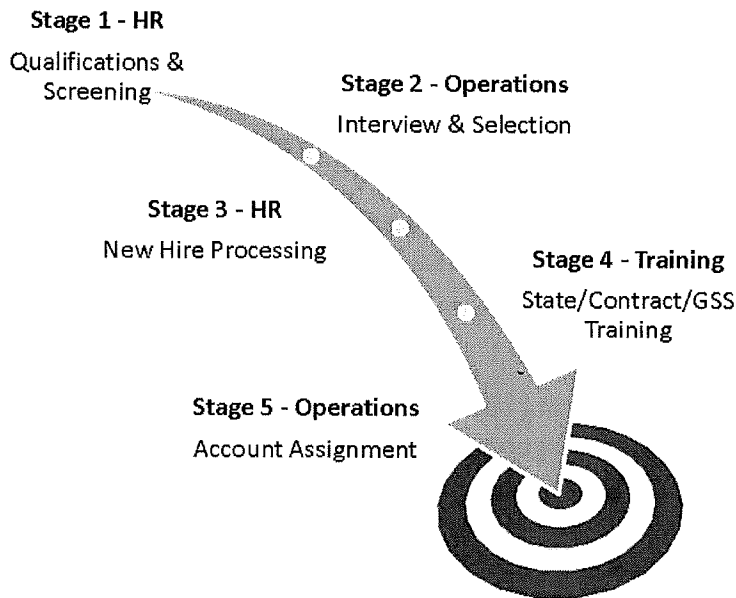 Stage 1 - HR
Qualifications &
Screening
Stage 2 - Operations
Interview & Selection
Stage 3 - HR
New Hire Processing
Stage 4 - Training
State/Contract/GSS
Training
Stage 5 - Operations
Account Assignment